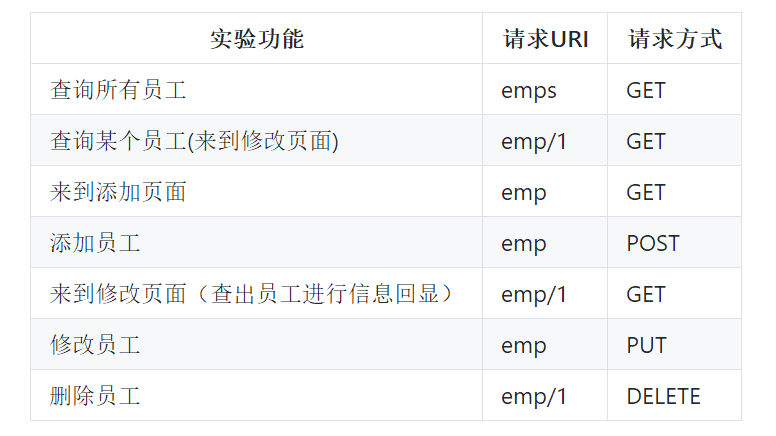 实验功能 请求URI 请求方式
查询所有员工 emps GET
查询某个员工(来到修改页面) emp/1 GET
来到添加页面 emp GET
添加员工 emp POST
来到修改页面（查出员工进行信息回显） emp/1 GET
修改员工 emp PUT
删除员工 emp/1 DELETE